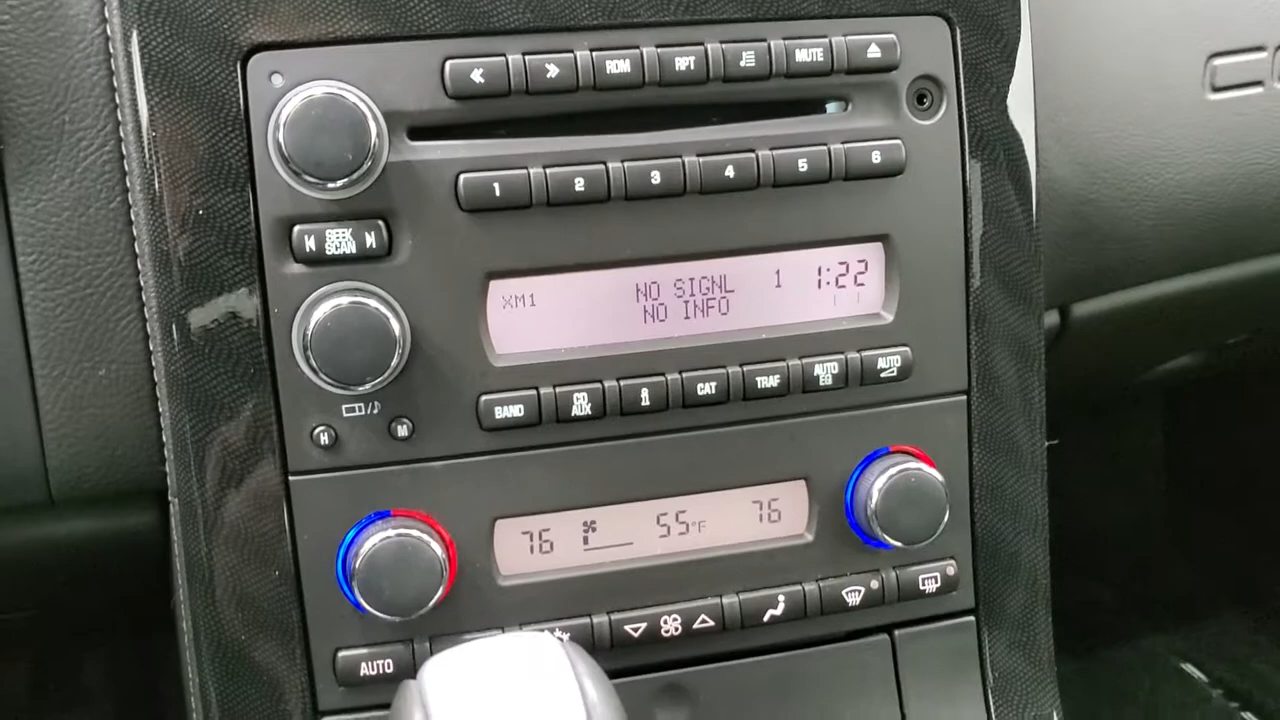 RDM RPT MUTE
1 2 3 4 5 6
SEEK
SCAN
XM1 NO SIGNL 1 1:22
NO INFO
BAND CD AUX i CAT TRAF AUTO EQ AUTO
H M
76 55°F 76
AUTO